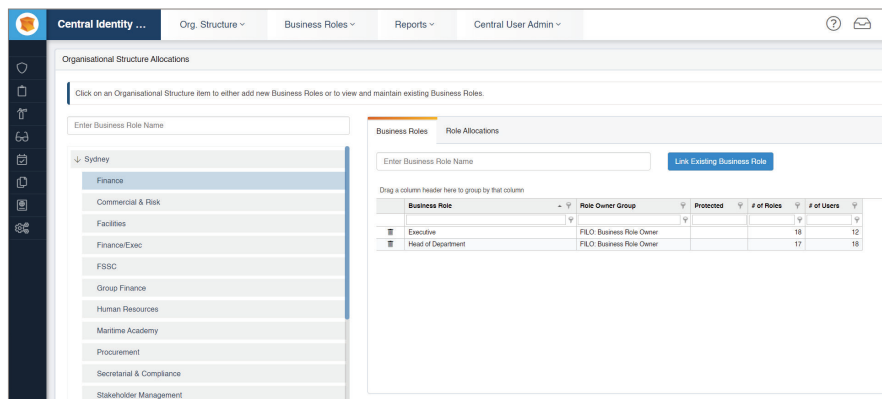 Central Identity ...
Org. Structure
Business Roles
Reports
Central User Admin
Organisational Structure Allocations
Click on an Organisational Structure item to either add new Business Roles or to view and maintain existing Business Roles.
Enter Business Role Name
Sydney
Finance
Commercial & Risk
Facilities
Finance/Exec
FSSC
Group Finance
Human Resources
Maritime Academy
Procurement
Secretarial & Compliance
Stakeholder Management
Business Roles Role Allocations
Enter Business Role Name
Link Existing Business Role
Drag a column header here to group by that column
Business Role Role Owner Group Protected # of Roles # of Users
Executive FILO: Business Role Owner 18 12
Head of Department FILO: Business Role Owner 17 18